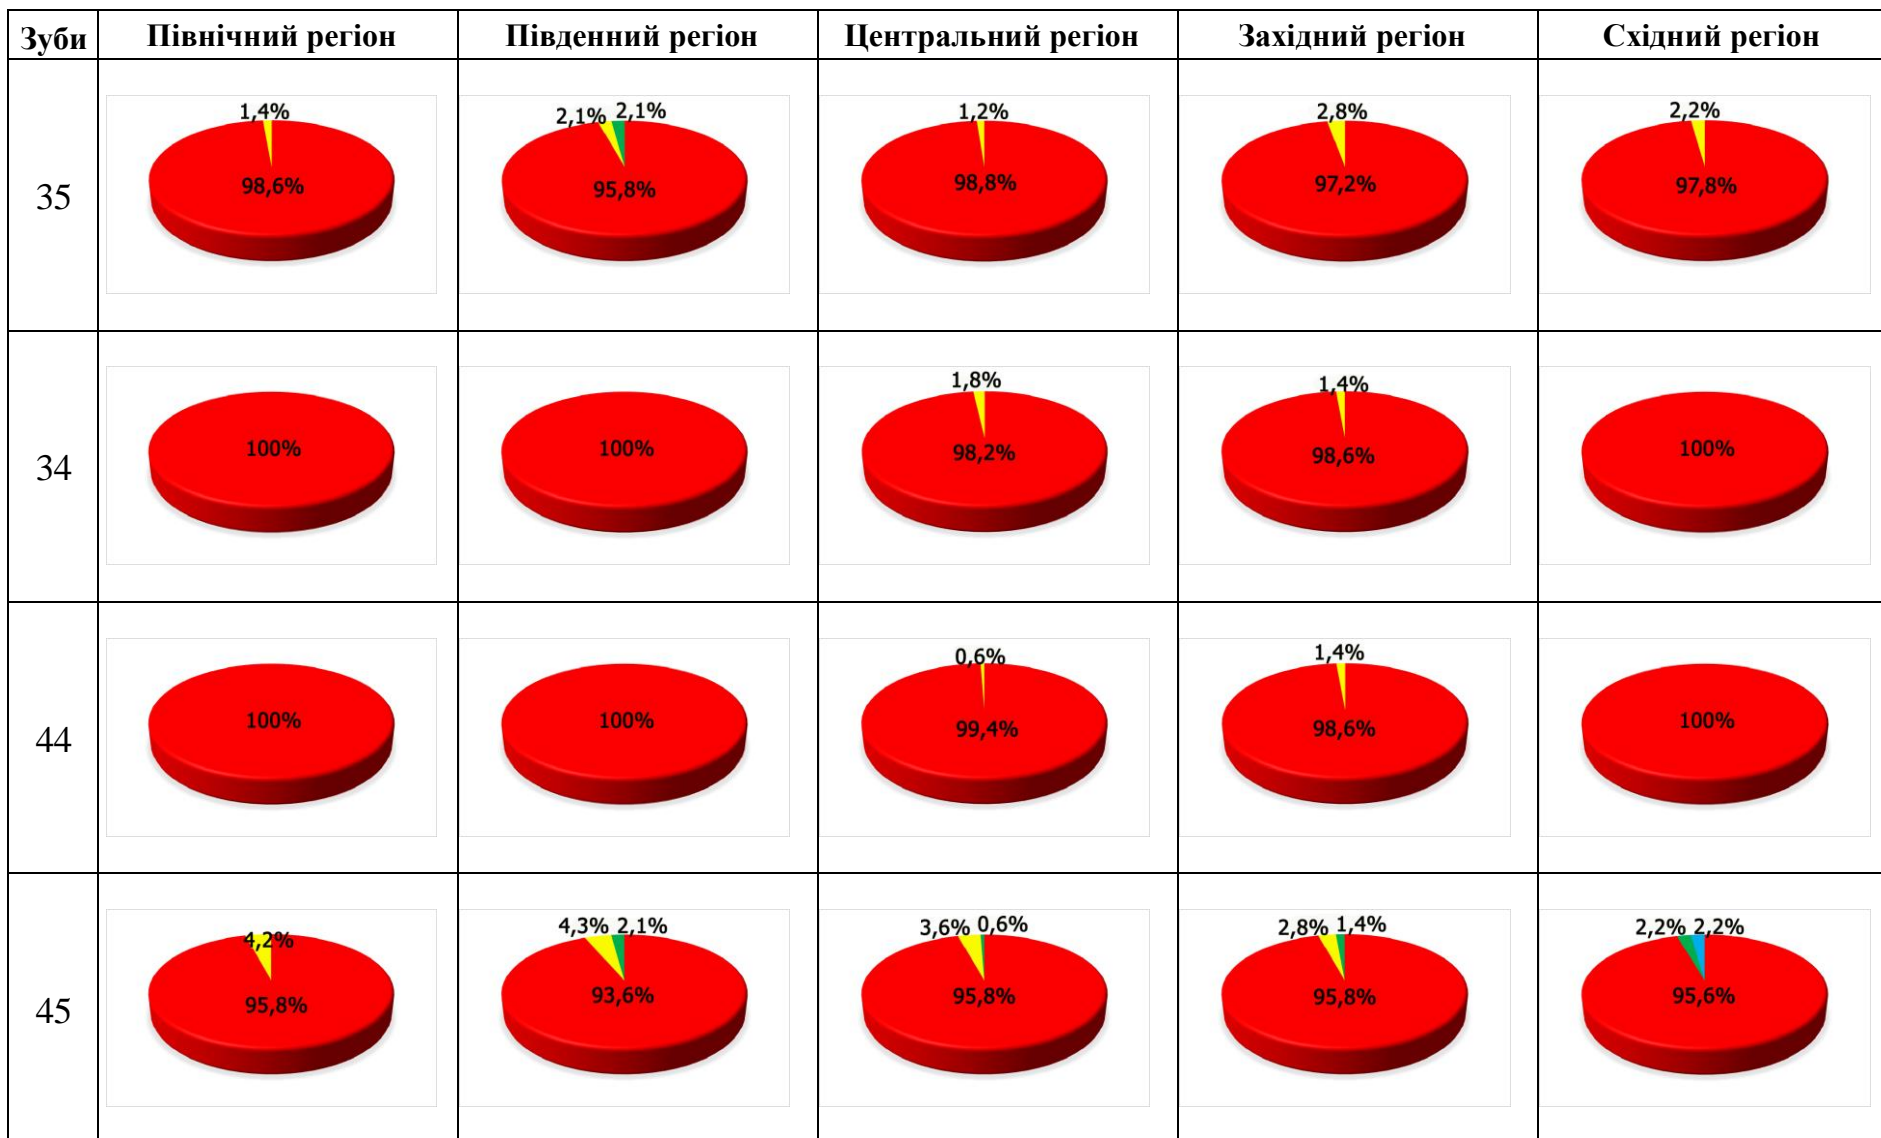 Зуби Північний регіон Південний регіон Центральний регіон Західний регіон Східний регіон
1,4% 2,1% 2,1% 1,2% 2,8% 2,2%
35 98,6% 95,8% 98,8% 97,2% 97,8%
1,8% 1,4%
34 100% 100% 98,2% 98,6% 100%
0,6% 1,4%
44 100% 100% 99,4% 98,6% 100%
4,2% 4,3% 2,1% 3,6% 0,6% 2,8% 1,4% 2,2% 2,2%
45 95,8% 93,6% 95,8% 95,8% 95,6%